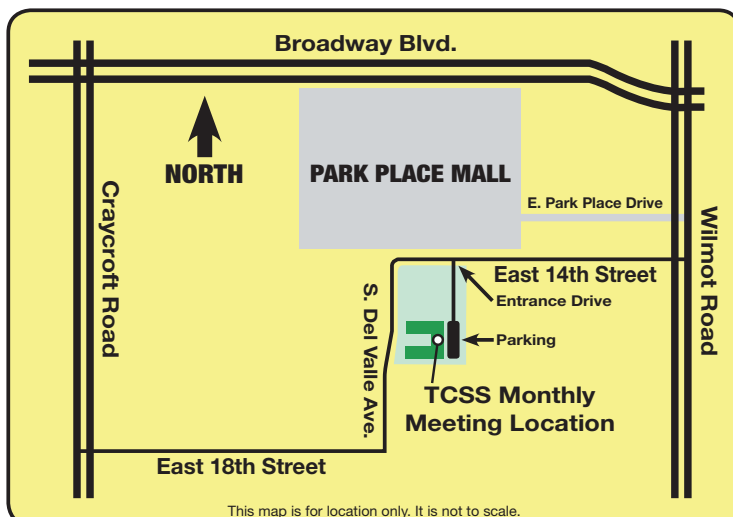 Broadway Blvd.
NORTH
PARK PLACE MALL
E. Park Place Drive
Craycroft Road
Wilmot Road
East 14th Street
Entrance Drive
S. Del Valle Ave.
Parking
TCSS Monthly
Meeting Location
East 18th Street
This map is for location only. It is not to scale.